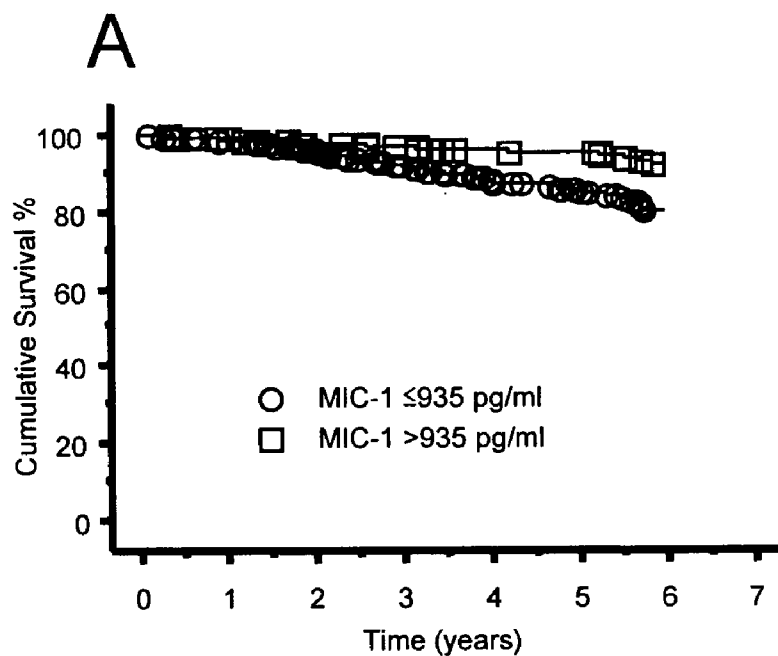 A
Cumulative Survival %
100
80
60
40
20
0
MIC-1 ≤935 pg/ml
MIC-1 >935 pg/ml
0 1 2 3 4 5 6 7
Time (years)